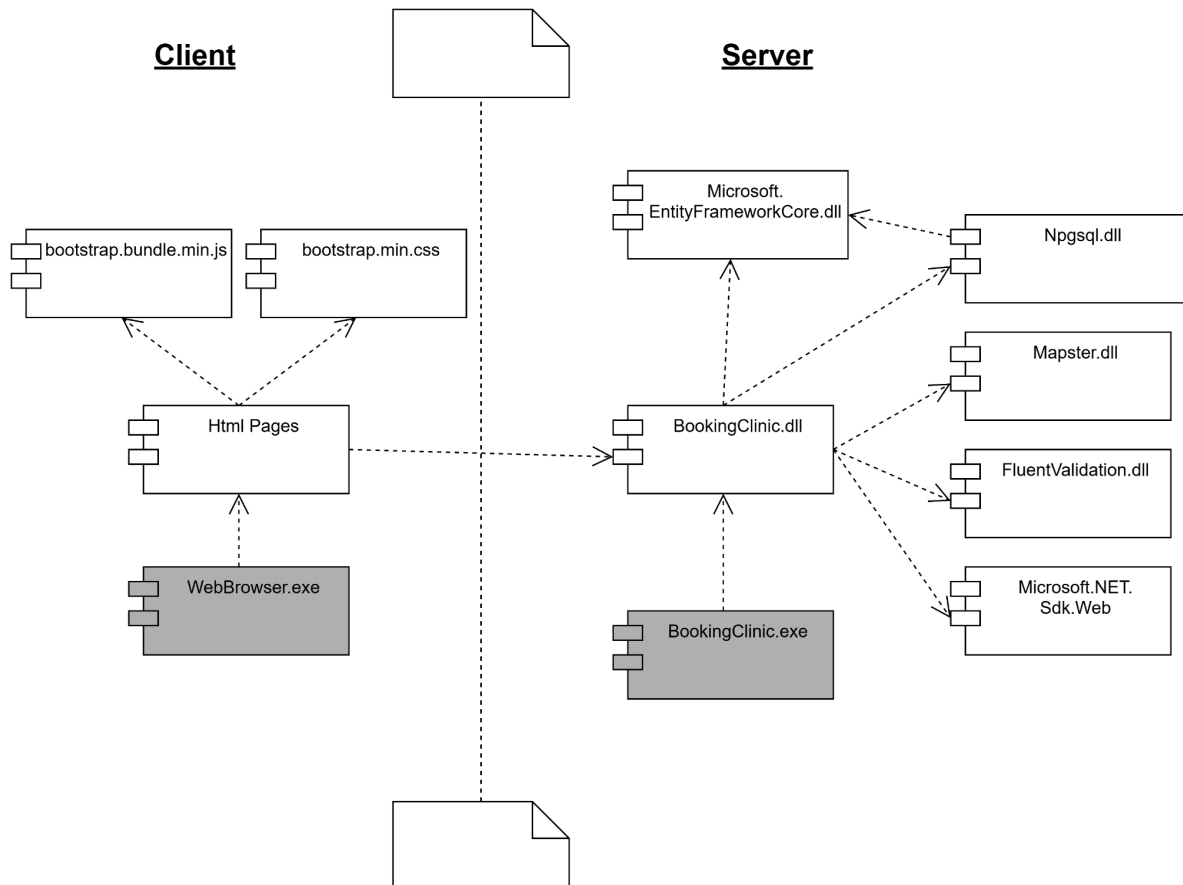 Client
Server
Microsoft.
EntityFrameworkCore.dll
bootstrap.bundle.min.js
bootstrap.min.css
Npgsql.dll
Mapster.dll
Html Pages
BookingClinic.dll
FluentValidation.dll
WebBrowser.exe
Microsoft.NET.
Sdk.Web
BookingClinic.exe